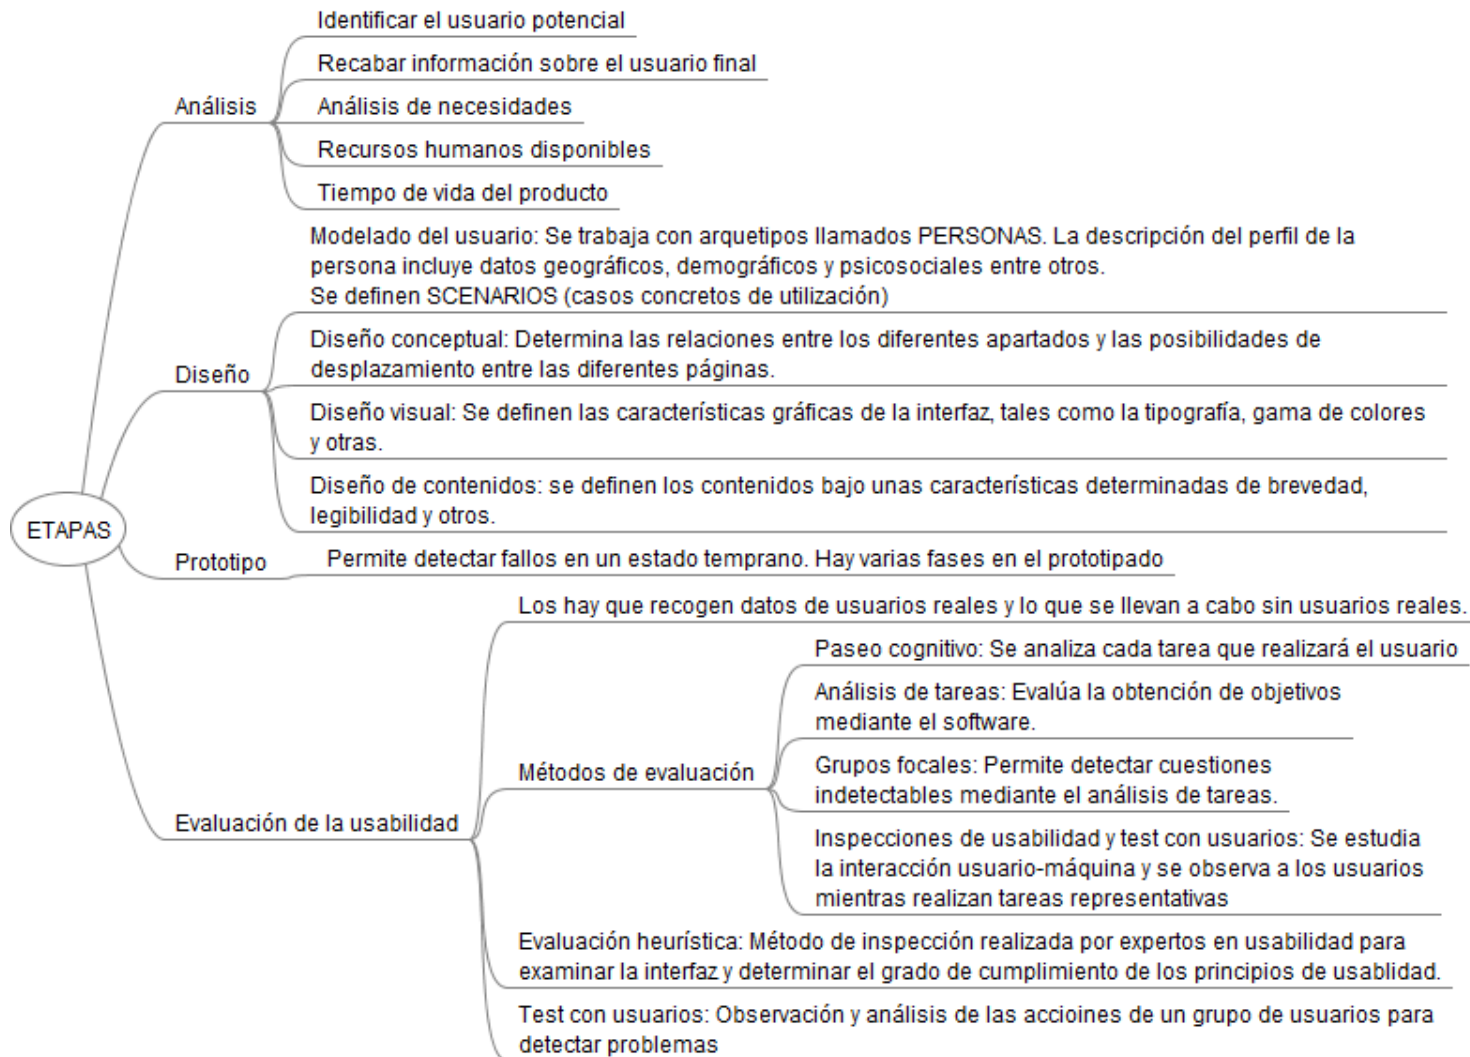 Identificar el usuario potencial
Recabar información sobre el usuario final
Análisis
Análisis de necesidades
Recursos humanos disponibles
Tiempo de vida del producto
Modelado del usuario: Se trabaja con arquetipos llamados PERSONAS. La descripción del perfil de la
persona incluye datos geográficos, demográficos y psicosociales entre otros.
Se definen SCENARIOS (casos concretos de utilización)
Diseño conceptual: Determina las relaciones entre los diferentes apartados y las posibilidades de
desplazamiento entre las diferentes páginas.
Diseño
Diseño visual: Se definen las características gráficas de la interfaz, tales como la tipografía, gama de colores
y otras.
Diseño de contenidos: se definen los contenidos bajo unas características determinadas de brevedad,
legibilidad y otros.
ETAPAS
Prototipo
Permite detectar fallos en un estado temprano. Hay varias fases en el prototipado
Los hay que recogen datos de usuarios reales y lo que se llevan a cabo sin usuarios reales.
Paseo cognitivo: Se analiza cada tarea que realizará el usuario
Análisis de tareas: Evalúa la obtención de objetivos
mediante el software.
Métodos de evaluación
Grupos focales: Permite detectar cuestiones
indetectables mediante el análisis de tareas.
Evaluación de la usabilidad
Inspecciones de usabilidad y test con usuarios: Se estudia
la interacción usuario-máquina y se observa a los usuarios
mientras realizan tareas representativas
Evaluación heurística: Método de inspección realizada por expertos en usabilidad para
examinar la interfaz y determinar el grado de cumplimiento de los principios de usablidad.
Test con usuarios: Observación y análisis de las accioines de un grupo de usuarios para
detectar problemas